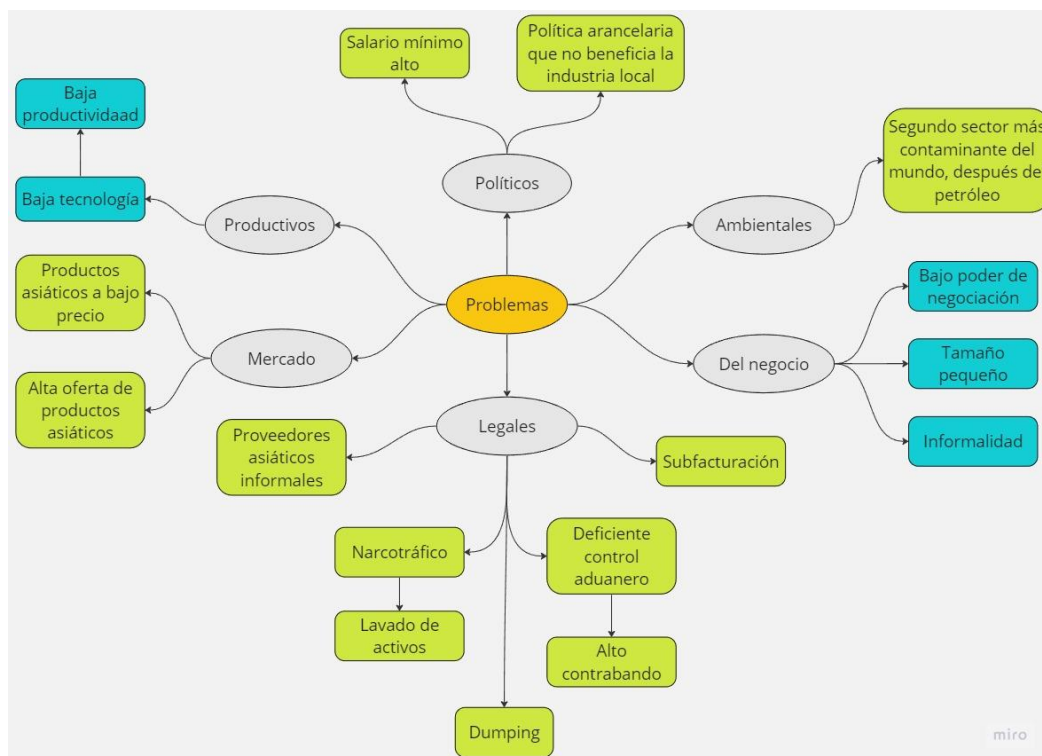 Salario mínimo
alto
Política arancelaria
que no beneficia la
industria local
Baja
productividaad
Segundo sector más
contaminante del
mundo, después del
petróleo
Políticos
Baja tecnología
Productivos
Ambientales
Productos
asiáticos a bajo
precio
Bajo poder de
negociación
Problemas
Mercado
Del negocio
Tamaño
pequeño
Alta oferta de
productos
asiáticos
Legales
Informalidad
Proveedores
asiáticos
informales
Subfacturación
Narcotráfico
Deficiente
control
aduanero
Lavado de
activos
Alto
contrabando
Dumping
miro